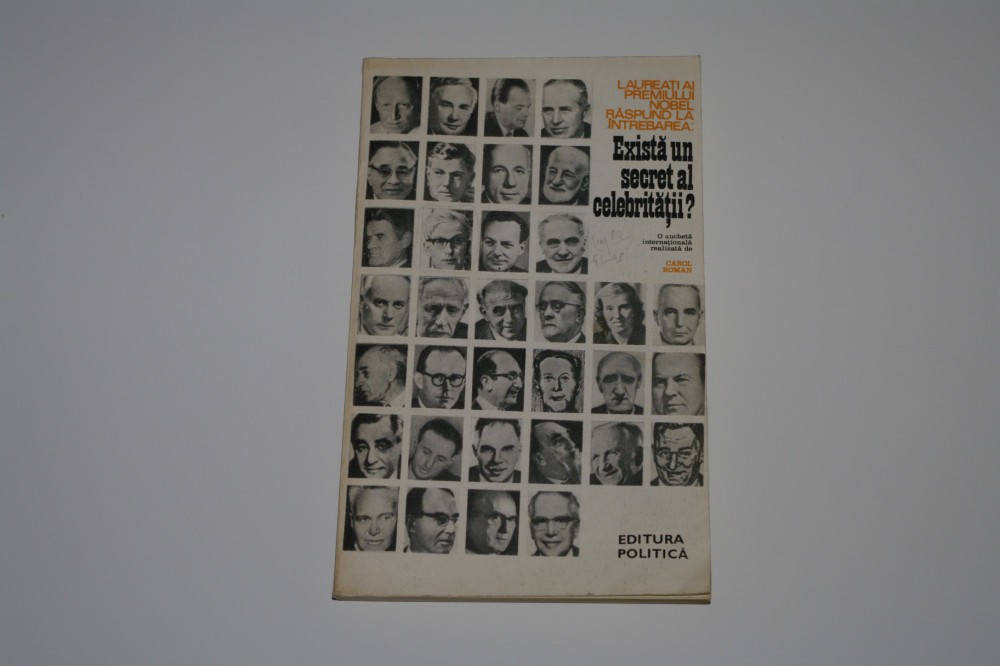 LAUREAȚI AI
PREMIULUI
NOBEL
RĂSPUND LA
ÎNTREBAREA:
Există un
secret al
celebrității?
O anchetă
internațională
realizată de
CAROL
ROMAN
EDITURA
POLITICĂ